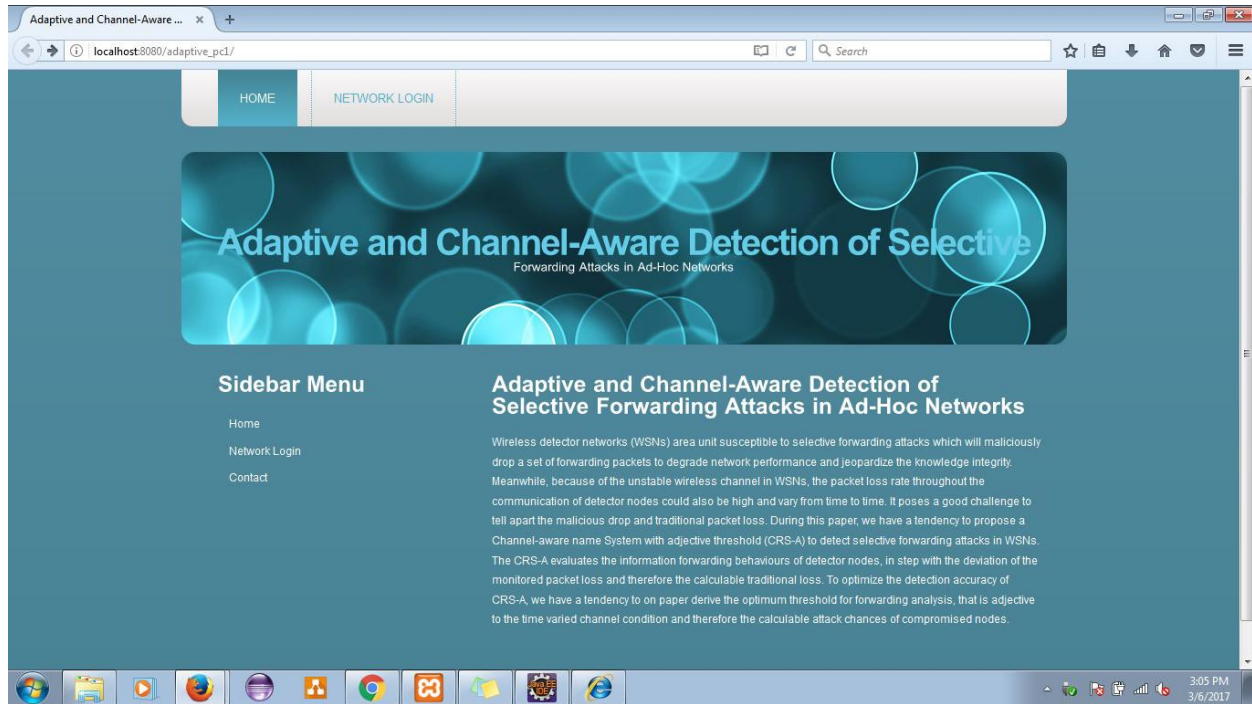 Adaptive and Channel-Aware ... × +
localhost:8080/adaptive_pc1/
Search
HOME NETWORK LOGIN
Adaptive and Channel-Aware Detection of Selective
Forwarding Attacks in Ad-Hoc Networks
Sidebar Menu
Home
Network Login
Contact
Adaptive and Channel-Aware Detection of
Selective Forwarding Attacks in Ad-Hoc Networks
Wireless detector networks (WSNs) area unit susceptible to selective forwarding attacks which will maliciously
drop a set of forwarding packets to degrade network performance and jeopardize the knowledge integrity.
Meanwhile, because of the unstable wireless channel in WSNs, the packet loss rate throughout the
communication of detector nodes could also be high and vary from time to time. It poses a good challenge to
tell apart the malicious drop and traditional packet loss. During this paper, we have a tendency to propose a
Channel-aware name System with adjective threshold (CRS-A) to detect selective forwarding attacks in WSNs.
The CRS-A evaluates the information forwarding behaviours of detector nodes, in step with the deviation of the
monitored packet loss and therefore the calculable traditional loss. To optimize the detection accuracy of
CRS-A, we have a tendency to on paper derive the optimum threshold for forwarding analysis, that is adjective
to the time varied channel condition and therefore the calculable attack chances of compromised nodes.
Java EE
IDE
3:05 PM
3/6/2017